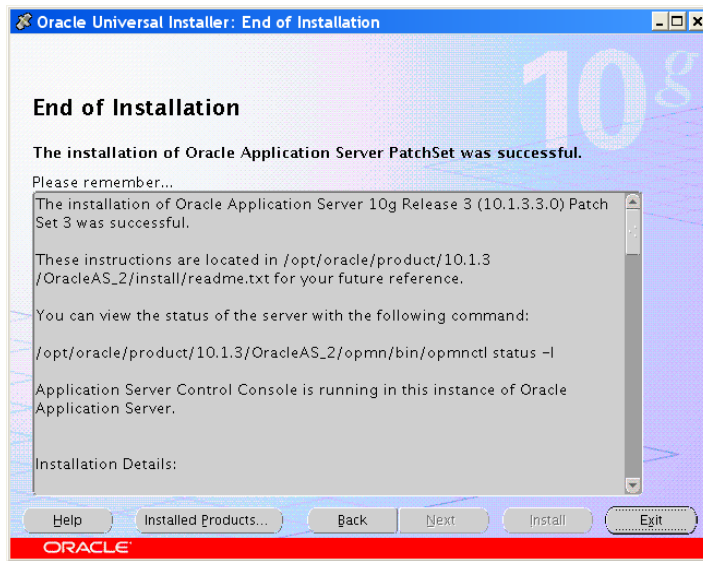 Oracle Universal Installer: End of Installation
10g
End of Installation
The installation of Oracle Application Server PatchSet was successful.
Please remember...
The installation of Oracle Application Server 10g Release 3 (10.1.3.3.0) Patch
Set 3 was successful.
These instructions are located in /opt/oracle/product/10.1.3
/OracleAS_2/install/readme.txt for your future reference.
You can view the status of the server with the following command:
/opt/oracle/product/10.1.3/OracleAS_2/opmn/bin/opmnctl status -l
Application Server Control Console is running in this instance of Oracle
Application Server.
Installation Details:
Help Installed Products... Back Next Install Exit
ORACLE